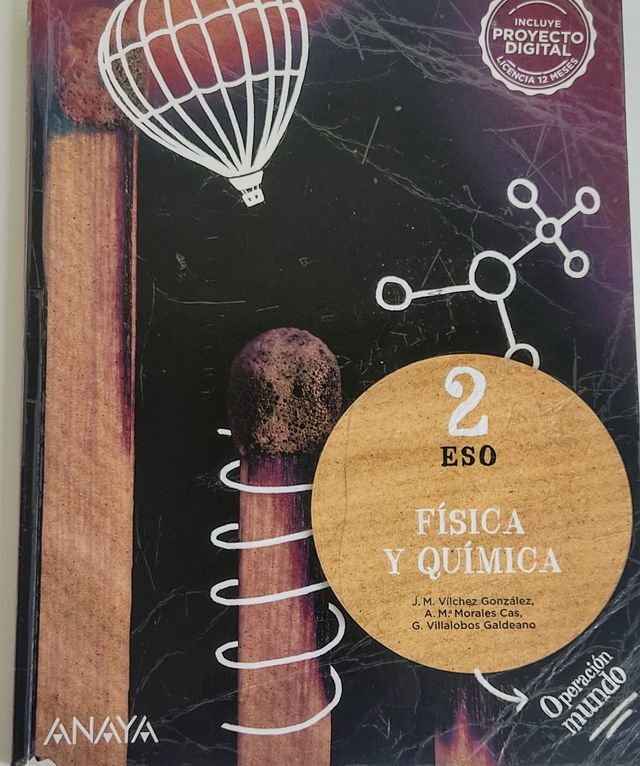 INCLUYE
PROYECTO
DIGITAL
LICENCIA 12 MESES
2
ESO
FÍSICA
Y QUÍMICA
J. M. Vílchez González,
A. M.ª Morales Cas,
G. Villalobos Galdeano
Operación
mundo
ANAYA